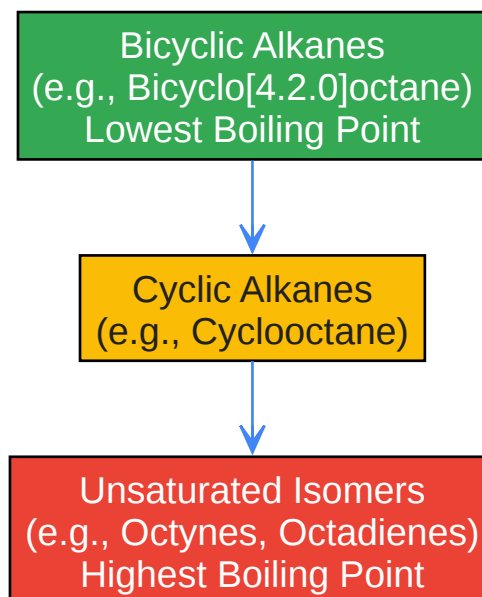 Bicyclic Alkanes
(e.g., Bicyclo[4.2.0]octane)
Lowest Boiling Point
Cyclic Alkanes
(e.g., Cyclooctane)
Unsaturated Isomers
(e.g., Octynes, Octadienes)
Highest Boiling Point